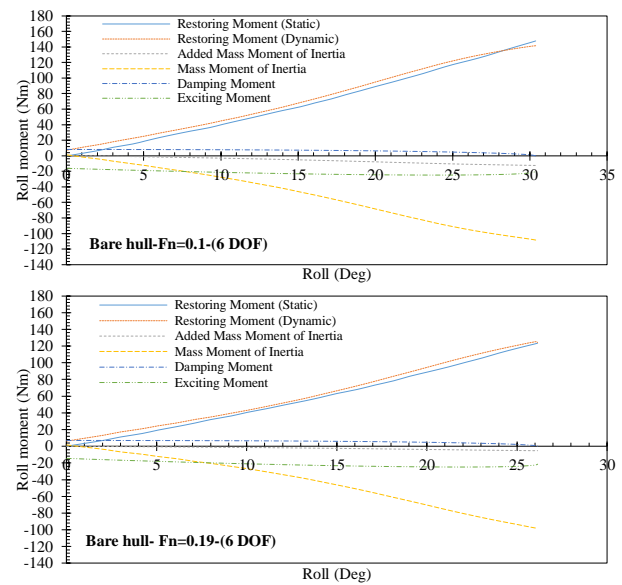 180
160
140
120
100
80
60
40
20
0
-20
-40
-60
-80
-100
-120
-140
Roll moment (Nm)
Restoring Moment (Static)
Restoring Moment (Dynamic)
Added Mass Moment of Inertia
Mass Moment of Inertia
Damping Moment
Exciting Moment
0 5 10 15 20 25 30 35
Bare hull-Fn=0.1-(6 DOF)
Roll (Deg)
180
160
140
120
100
80
60
40
20
0
-20
-40
-60
-80
-100
-120
-140
Roll moment (Nm)
Restoring Moment (Static)
Restoring Moment (Dynamic)
Added Mass Moment of Inertia
Mass Moment of Inertia
Damping Moment
Exciting Moment
0 5 10 15 20 25 30
Bare hull- Fn=0.19-(6 DOF)
Roll (Deg)